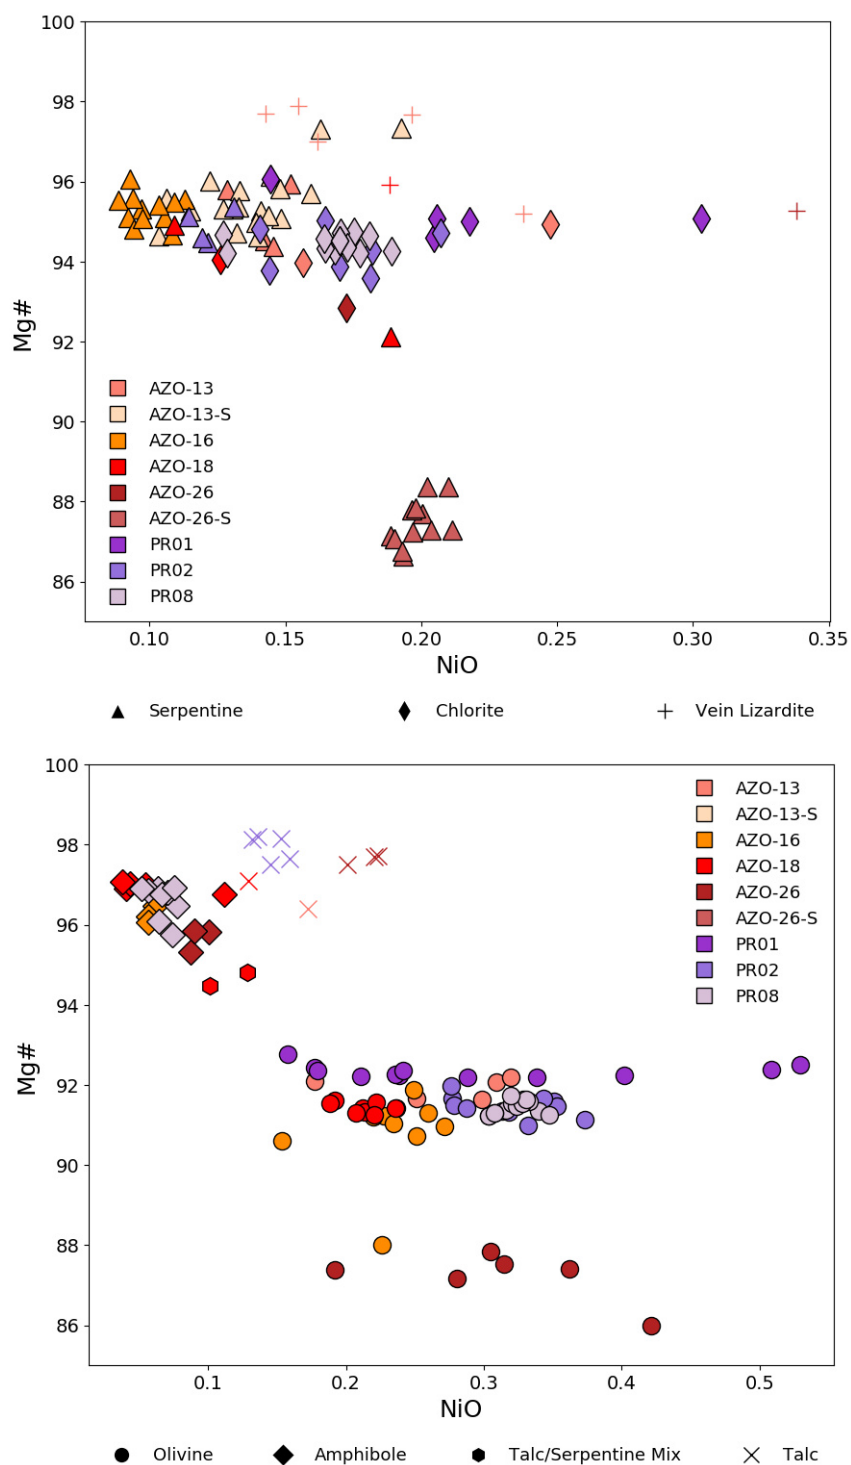 100
98
96
94
92
90
88
86
Mg#
AZO-13
AZO-13-S
AZO-16
AZO-18
AZO-26
AZO-26-S
PR01
PR02
PR08
0.10 0.15 0.20 0.25 0.30 0.35
NiO
Serpentine Chlorite Vein Lizardite
100
98
96
94
92
90
88
86
Mg#
AZO-13
AZO-13-S
AZO-16
AZO-18
AZO-26
AZO-26-S
PR01
PR02
PR08
0.1 0.2 0.3 0.4 0.5
NiO
Olivine Amphibole Talc/Serpentine Mix Talc